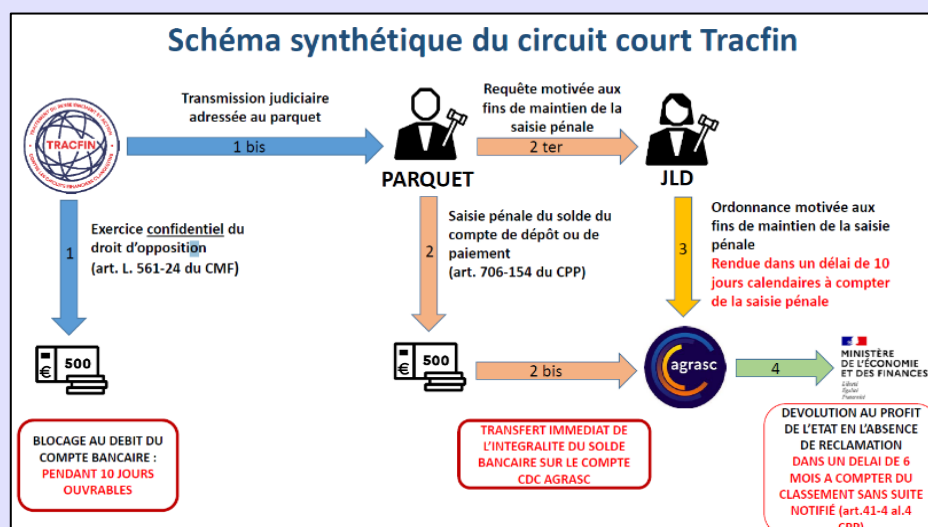 Schéma synthétique du circuit court Tracfin
Transmission judiciaire
adressée au parquet
Requête motivée aux
fins de maintien de la
saisie pénale
TRACFIN
1 bis
2 ter
PARQUET
JLD
1
Exercice confidentiel du
droit d'opposition
(art. L. 561-24 du CMF)
2
Saisie pénale du solde du
compte de dépôt ou de
paiement
(art. 706-154 du CPP)
3
Ordonnance motivée aux
fins de maintien de la saisie
pénale
Rendue dans un délai de 10
jours calendaires à compter
de la saisie pénale
€ 500
€ 500
2 bis
agrasc
4
MINISTÈRE
DE L'ÉCONOMIE
ET DES FINANCES
Liberté
Égalité
Fraternité
BLOCAGE AU DEBIT DU
COMPTE BANCAIRE :
PENDANT 10 JOURS
OUVRABLES
TRANSFERT IMMEDIAT DE
L'INTEGRALITE DU SOLDE
BANCAIRE SUR LE COMPTE
CDC AGRASC
DEVOLUTION AU PROFIT
DE L'ETAT EN L'ABSENCE
DE RECLAMATION
DANS UN DELAI DE 6
MOIS A COMPTER DU
CLASSEMENT SANS SUITE
NOTIFIÉ (art.41-4 al.4
CPP)